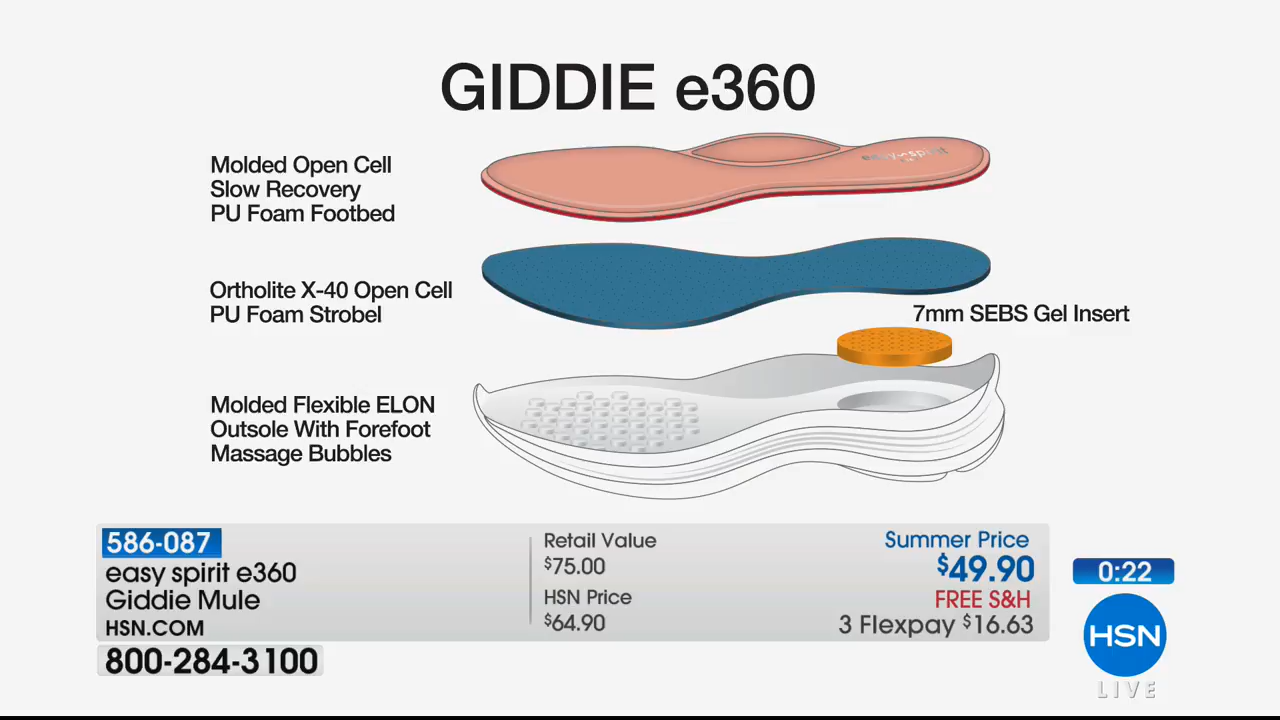 GIDDIE e360
Molded Open Cell
Slow Recovery
PU Foam Footbed
easy spirit
Ortholite X-40 Open Cell
PU Foam Strobel
7mm SEBS Gel Insert
Molded Flexible ELON
Outsole With Forefoot
Massage Bubbles
586-087
easy spirit e360
Giddie Mule
HSN.COM
800-284-3100
Retail Value
$75.00
HSN Price
$64.90
Summer Price
$49.90
FREE S&H
3 Flexpay $16.63
0:22
HSN
LIVE